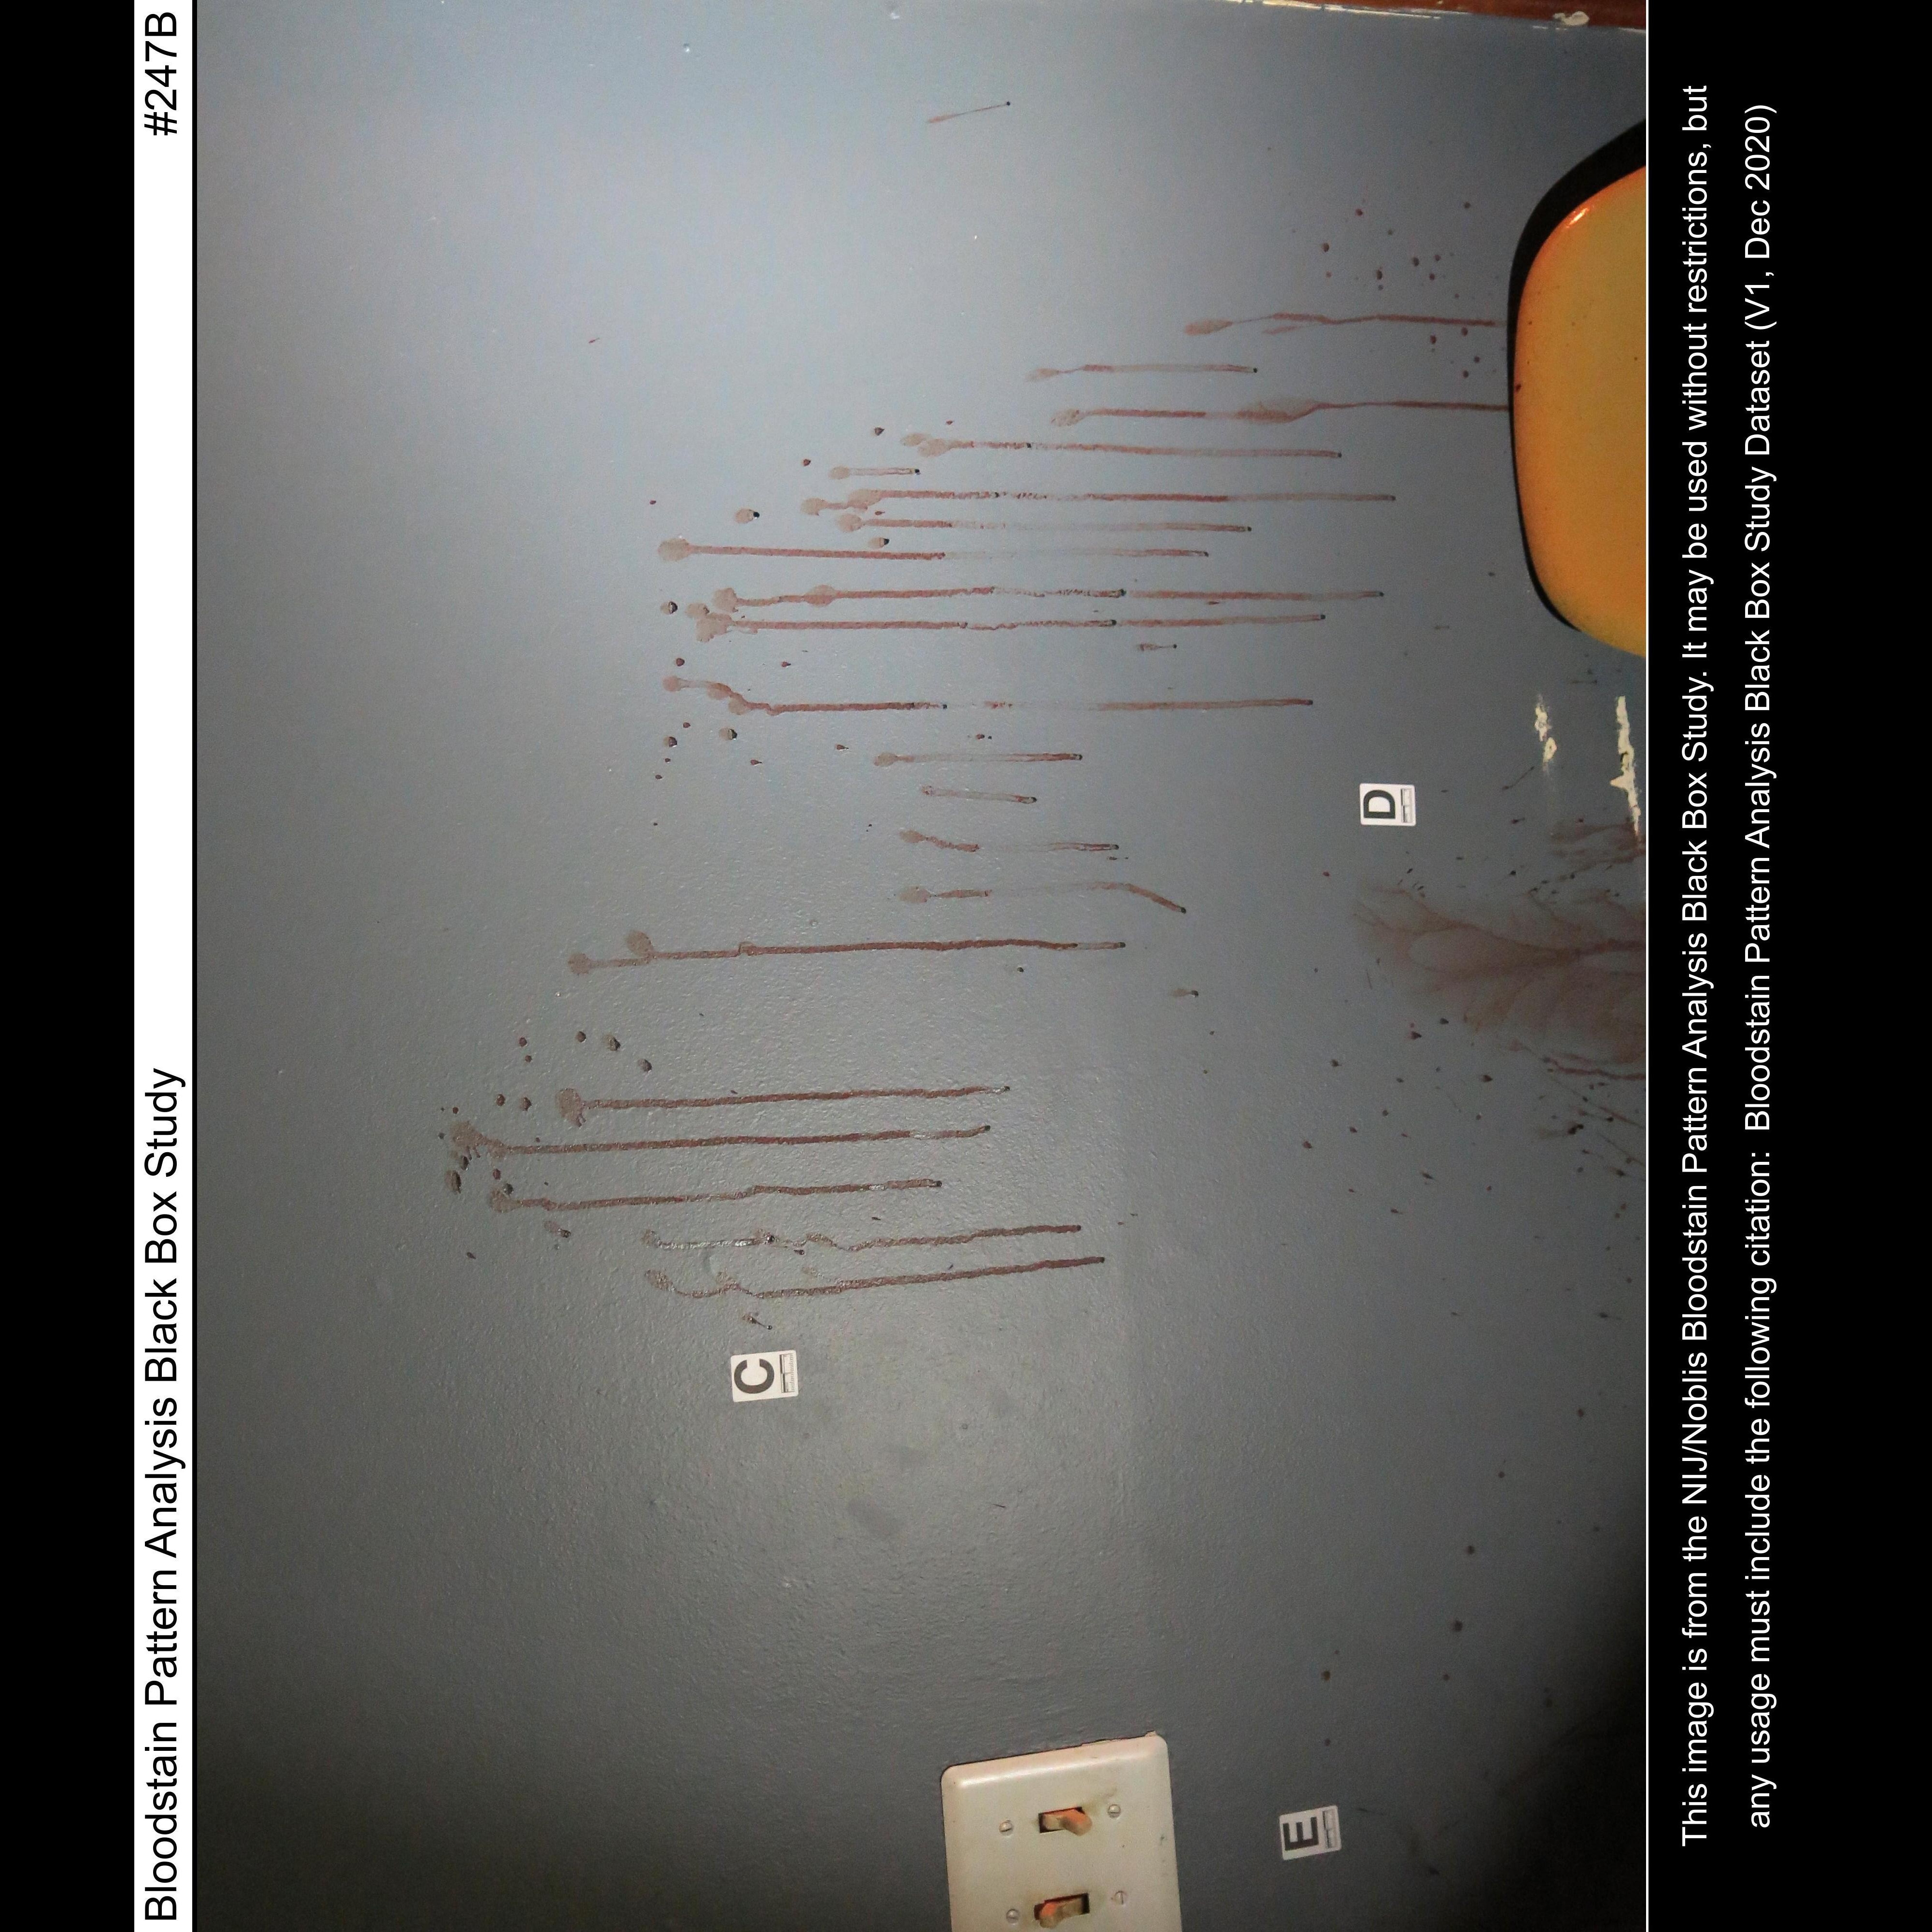 Bloodstain Pattern Analysis Black Box Study #247B
C
D
E
This image is from the NIJ/Noblis Bloodstain Pattern Analysis Black Box Study. It may be used without restrictions, but
any usage must include the following citation: Bloodstain Pattern Analysis Black Box Study Dataset (V1, Dec 2020)